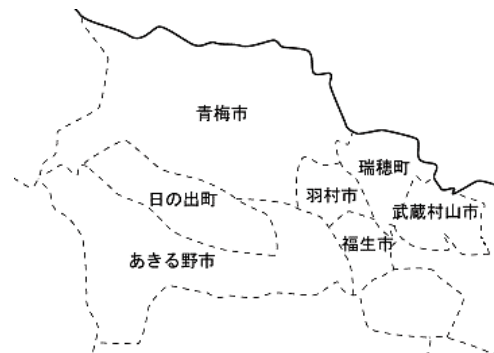 青梅市
瑞穂町
羽村市
日の出町
武蔵村山市
福生市
あきる野市